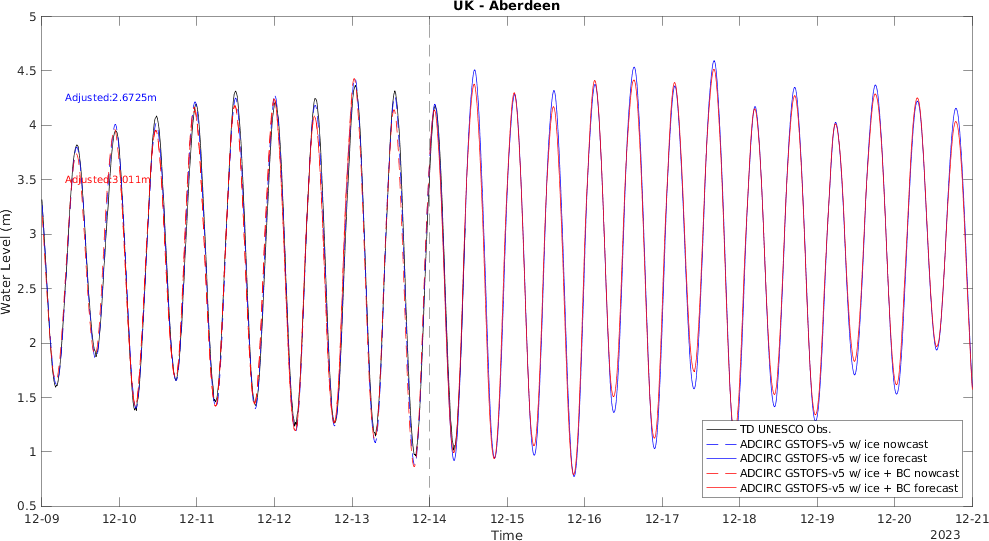 UK - Aberdeen
5
4.5
4
3.5
3
2.5
2
1.5
1
0.5
Water Level (m)
Adjusted:2.6725m
Adjusted:3.011m
TD UNESCO Obs.
ADCIRC GSTOFS-v5 w/ ice nowcast
ADCIRC GSTOFS-v5 w/ ice forecast
ADCIRC GSTOFS-v5 w/ ice + BC nowcast
ADCIRC GSTOFS-v5 w/ ice + BC forecast
12-09 12-10 12-11 12-12 12-13 12-14 12-15 12-16 12-17 12-18 12-19 12-20 12-21
Time
2023